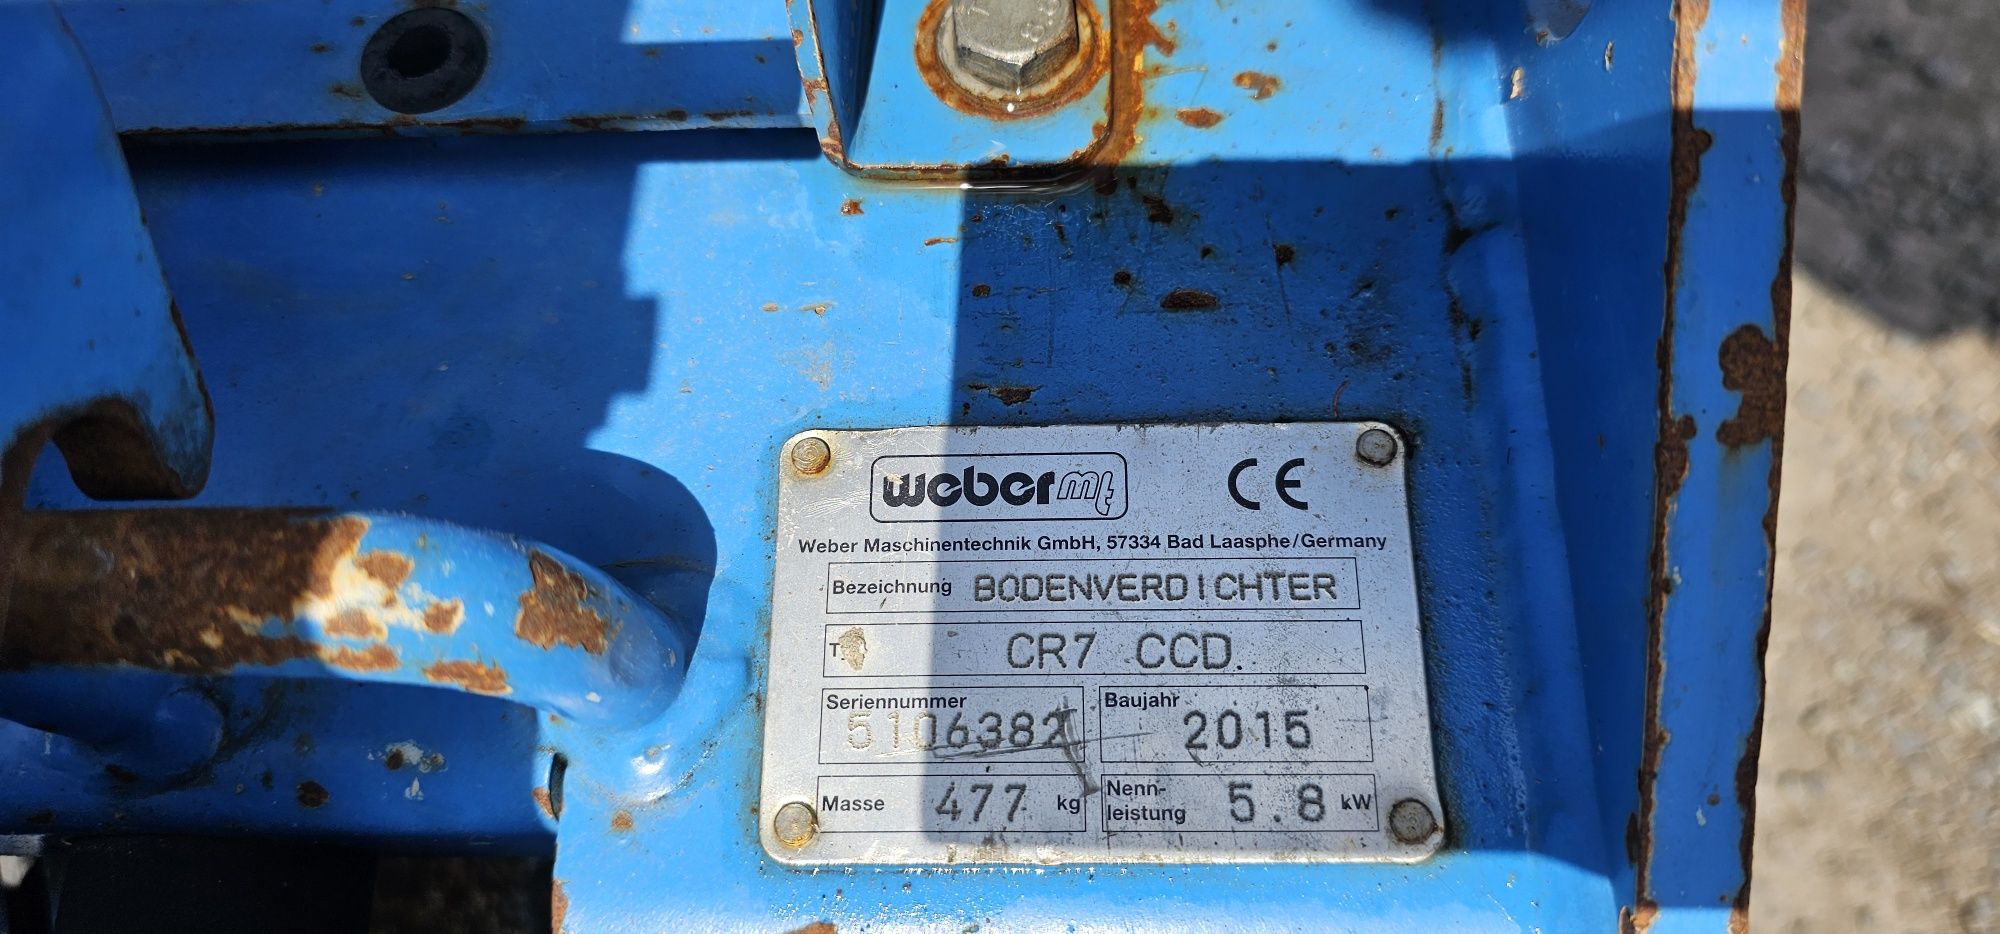 weber mt CE
Weber Maschinentechnik GmbH, 57334 Bad Laasphe/Germany
Bezeichnung BODENVERDICHTER
CR7 CCD
Seriennummer Baujahr
5106382 2015
Masse 477 kg Nenn-
leistung 5.8 kW